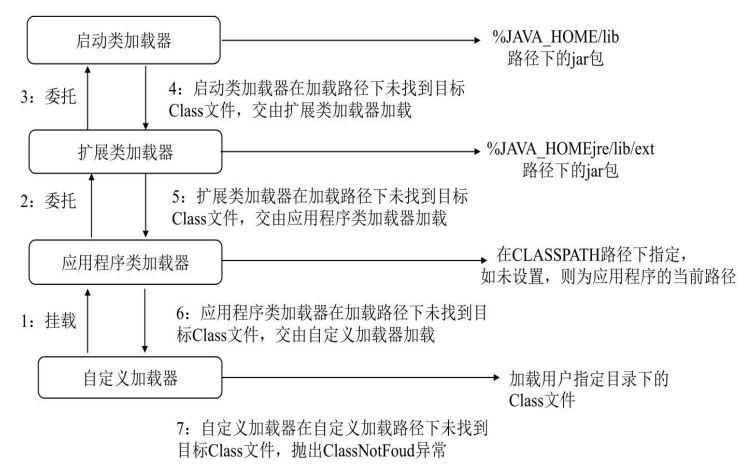 启动类加载器
%JAVA_HOME/lib
路径下的jar包
3：委托
4：启动类加载器在加载路径下未找到目标
Class文件，交由扩展类加载器加载
扩展类加载器
%JAVA_HOMEjre/lib/ext
路径下的jar包
2：委托
5：扩展类加载器在加载路径下未找到目标
Class文件，交由应用程序类加载器加载
应用程序类加载器
在CLASSPATH路径下指定，
如未设置，则为应用程序的当前路径
1：挂载
6：应用程序类加载器在加载路径下未找到目
标Class文件，交由自定义加载器加载
自定义加载器
加载用户指定目录下的
Class文件
7：自定义加载器在自定义加载路径下未找到
目标Class文件，抛出ClassNotFoud异常